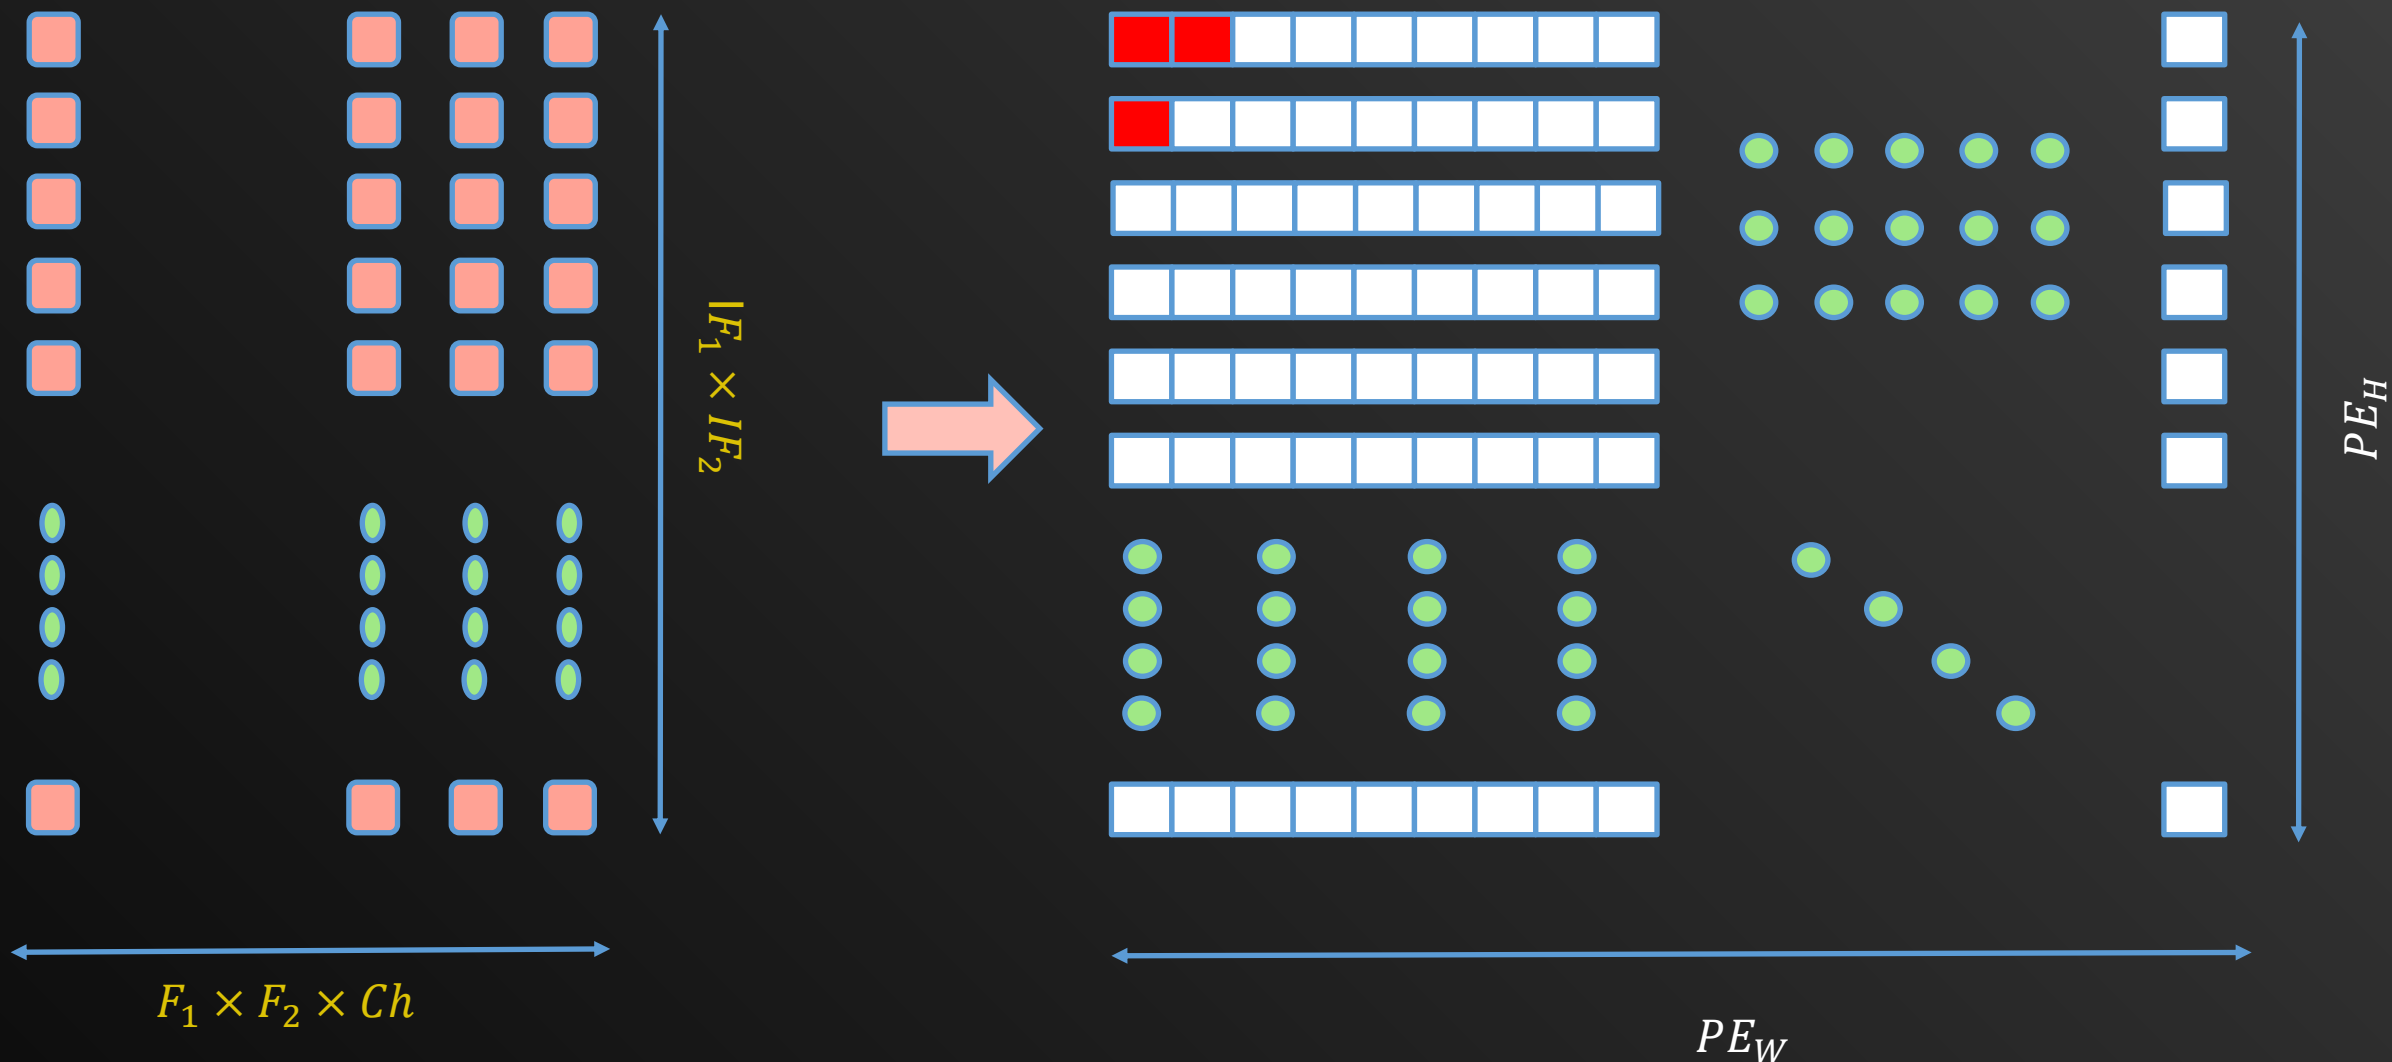 IF₁ × IF₂
PE_H
F₁ × F₂ × Ch
PE_W